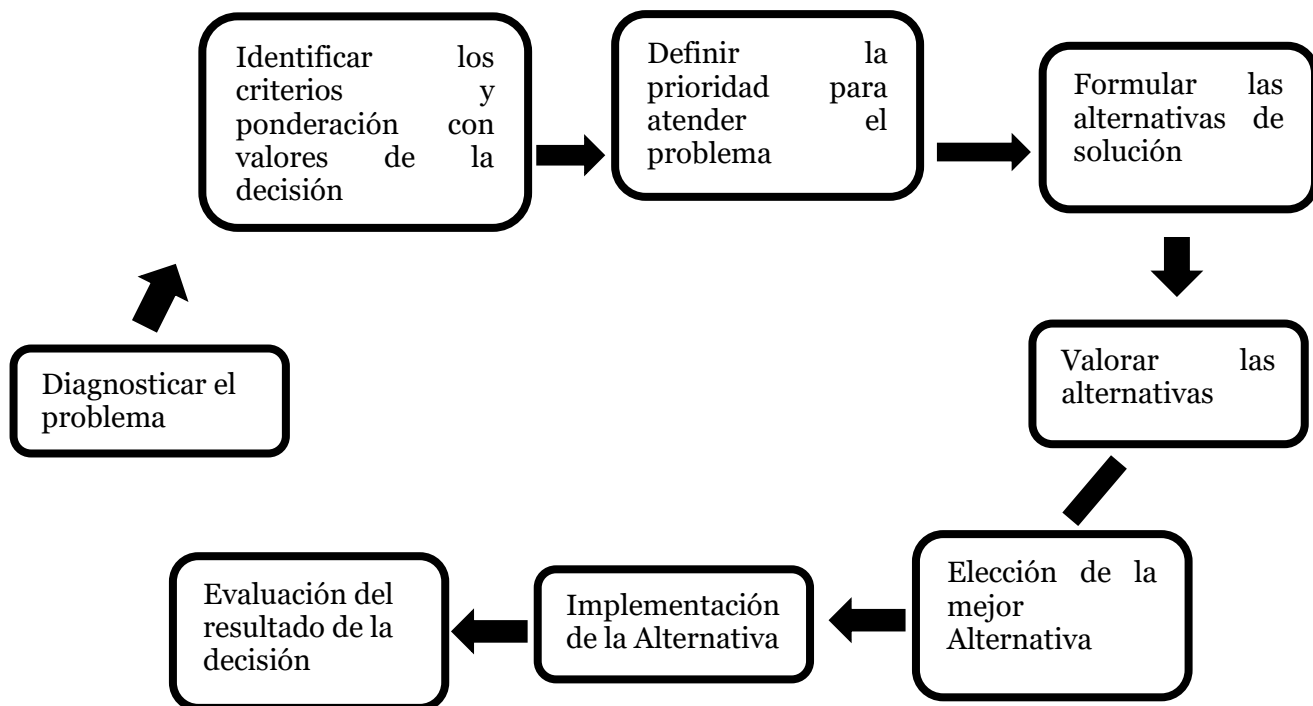 Diagnosticar el
problema
Identificar los
criterios y
ponderación con
valores de la
decisión
Definir la
prioridad para
atender el
problema
Formular las
alternativas de
solución
Valorar las
alternativas
Elección de la
mejor
Alternativa
Implementación
de la Alternativa
Evaluación del
resultado de la
decisión